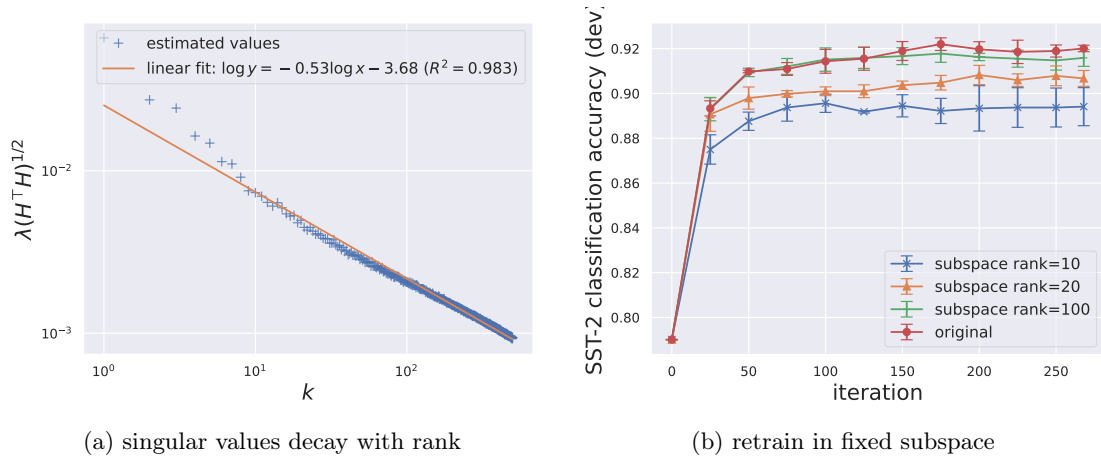 estimated values
linear fit: log y = − 0.53log x − 3.68 (R² = 0.983)
λ(H⊤H)^{1/2}
10⁻²
10⁻³
10⁰ 10¹ 10²
k
(a) singular values decay with rank
SST-2 classification accuracy (dev)
0.92
0.90
0.88
0.86
0.84
0.82
0.80
subspace rank=10
subspace rank=20
subspace rank=100
original
0 50 100 150 200 250
iteration
(b) retrain in fixed subspace